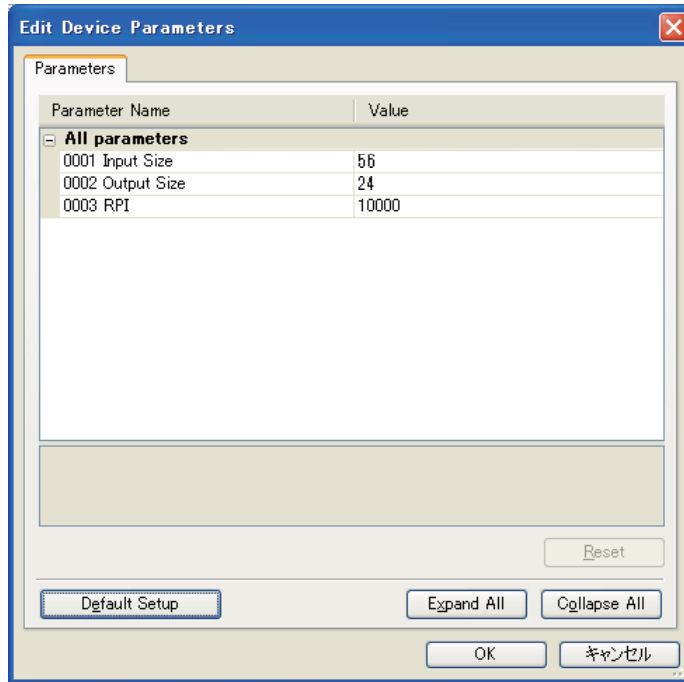 Edit Device Parameters
Parameters
Parameter Name Value
All parameters
0001 Input Size 56
0002 Output Size 24
0003 RPI 10000
Reset
Default Setup Expand All Collapse All
OK キャンセル